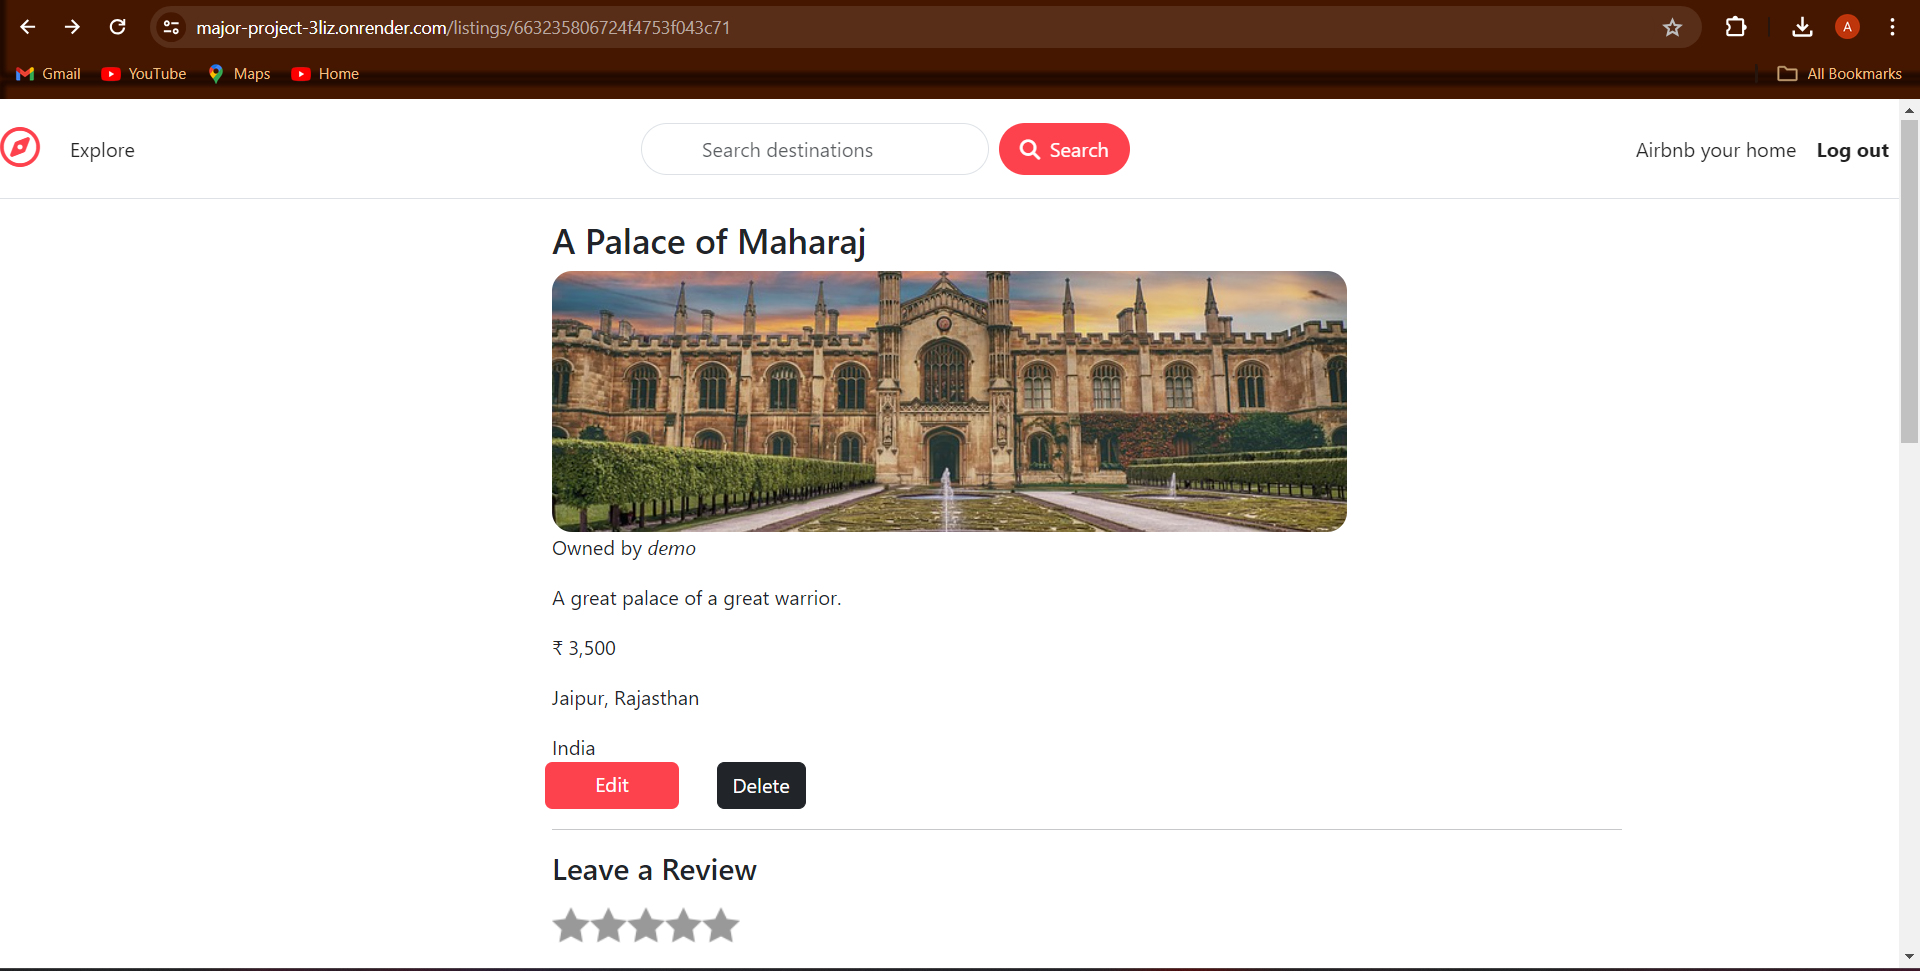 major-project-3liz.onrender.com/listings/663235806724f4753f043c71
A
Gmail YouTube Maps Home All Bookmarks
Explore Search destinations Search Airbnb your home Log out
A Palace of Maharaj
Owned by demo
A great palace of a great warrior.
₹ 3,500
Jaipur, Rajasthan
India
Edit Delete
Leave a Review